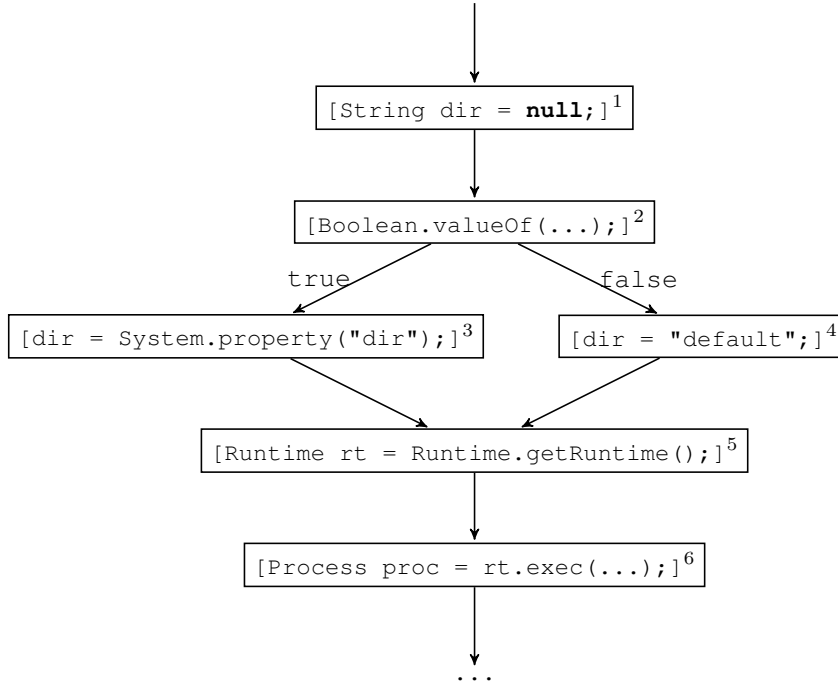 [String dir = null;]1
[Boolean.valueOf(...);]2
true false
[dir = System.property("dir");]3
[dir = "default";]4
[Runtime rt = Runtime.getRuntime();]5
[Process proc = rt.exec(...);]6
...